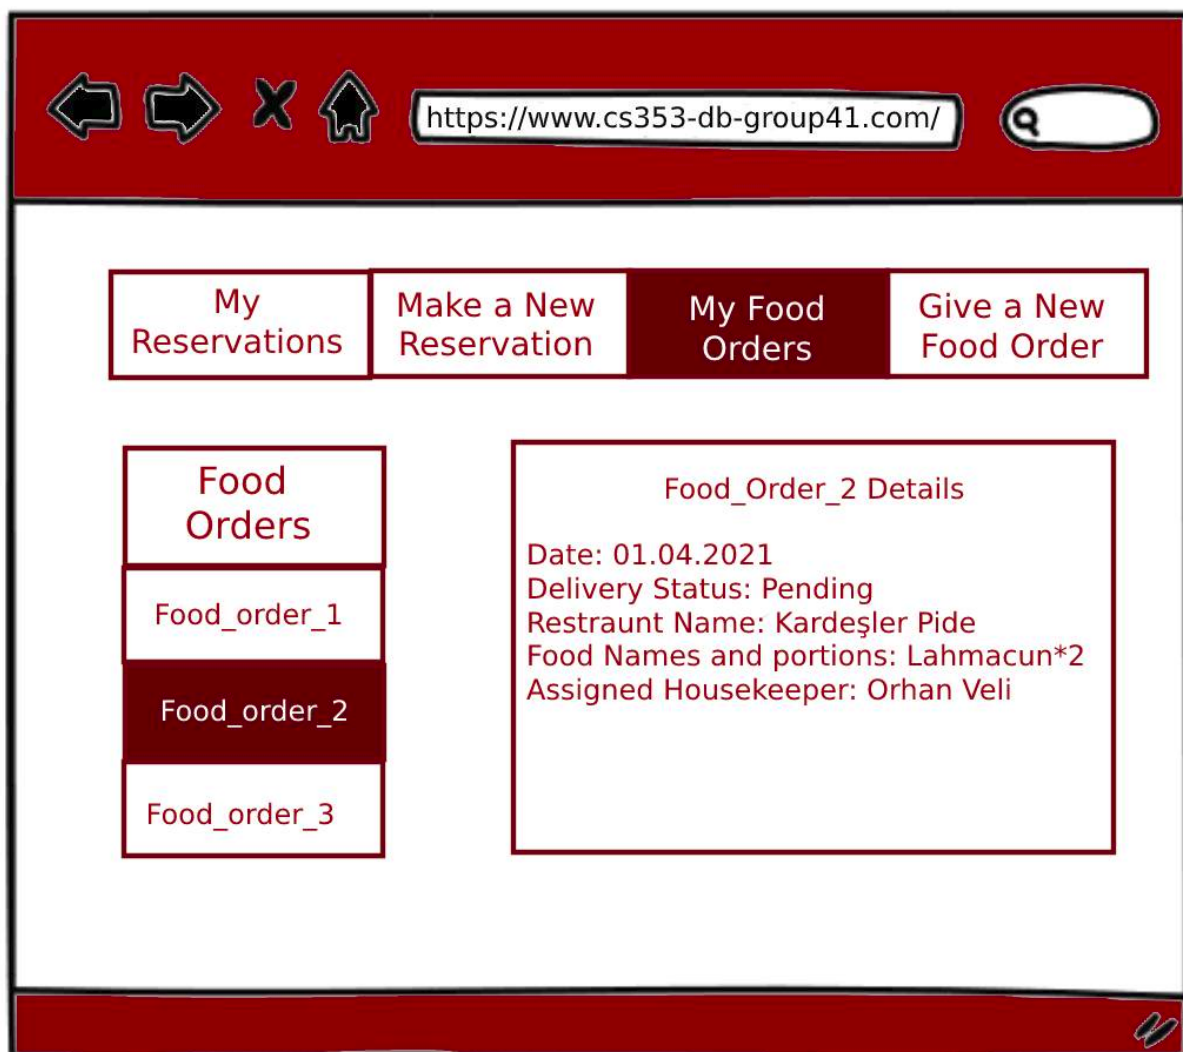 https://www.cs353-db-group41.com/
My
Reservations
Make a New
Reservation
My Food
Orders
Give a New
Food Order
Food
Orders
Food_order_1
Food_order_2
Food_order_3
Food_Order_2 Details
Date: 01.04.2021
Delivery Status: Pending
Restraunt Name: Kardeşler Pide
Food Names and portions: Lahmacun*2
Assigned Housekeeper: Orhan Veli